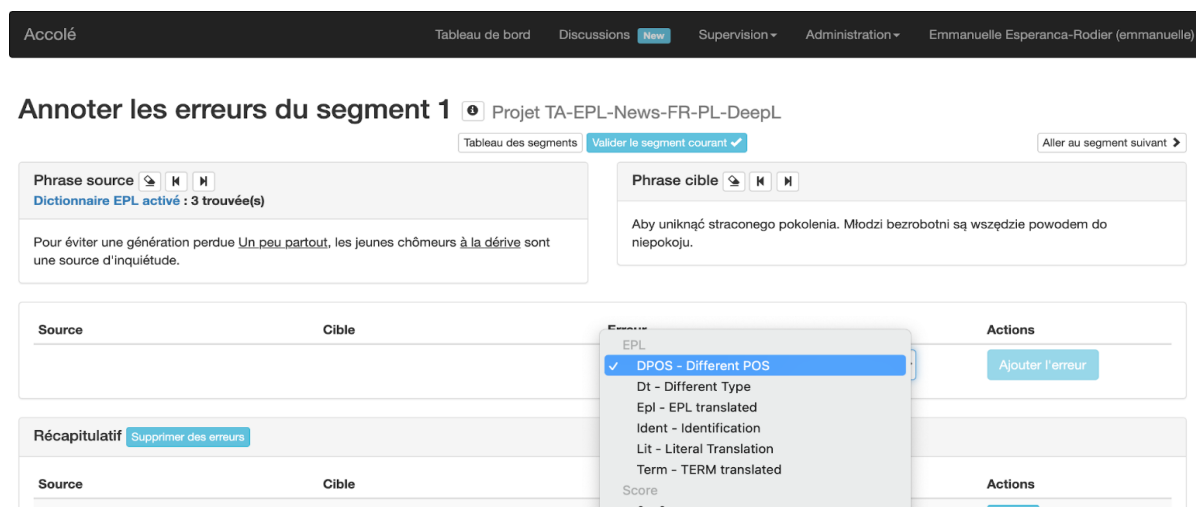 Accolé Tableau de bord Discussions New Supervision Administration Emmanuelle Esperanca-Rodier (emmanuelle)
Annoter les erreurs du segment 1 Projet TA-EPL-News-FR-PL-DeepL
Tableau des segments Valider le segment courant Aller au segment suivant
Phrase source
Dictionnaire EPL activé : 3 trouvée(s)
Pour éviter une génération perdue Un peu partout, les jeunes chômeurs à la dérive sont
une source d'inquiétude.
Phrase cible
Aby uniknąć straconego pokolenia. Młodzi bezrobotni są wszędzie powodem do
niepokoju.
Source Cible Erreur Actions
EPL
DPOS - Different POS
Dt - Different Type
Epl - EPL translated
Ident - Identification
Lit - Literal Translation
Term - TERM translated
Score
Ajouter l'erreur
Récapitulatif Supprimer des erreurs
Source Cible Actions